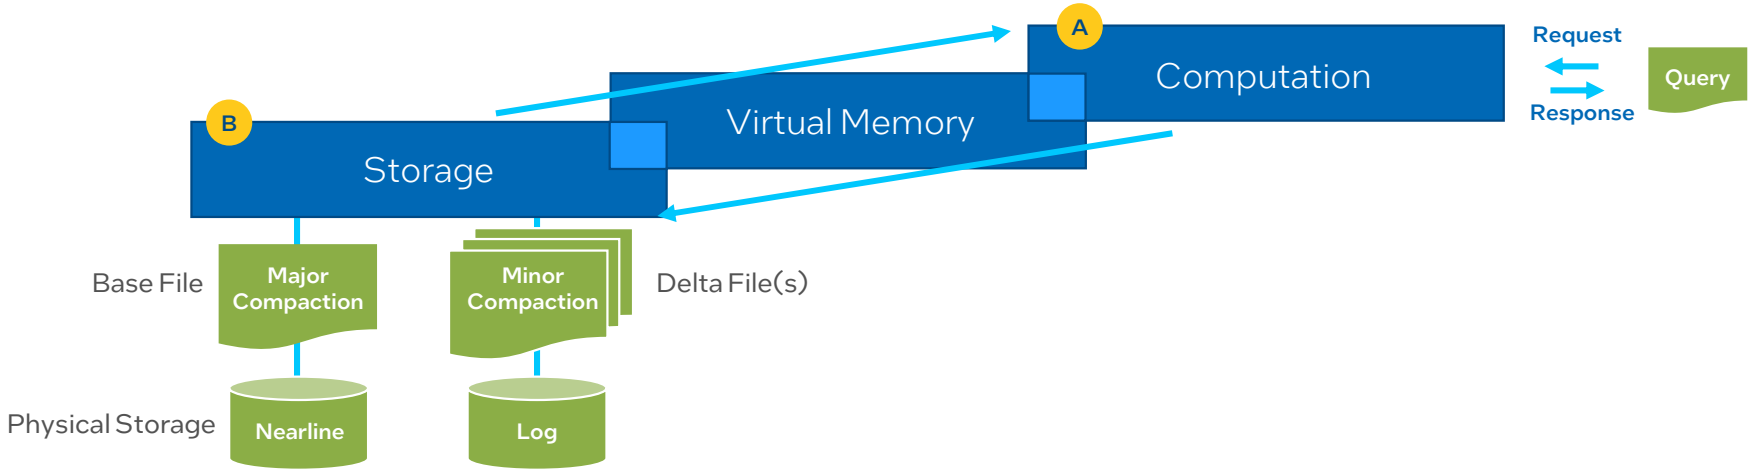 A
Request
Computation
Query
Response
Virtual Memory
B
Storage
Base File
Major
Compaction
Minor
Compaction
Delta File(s)
Physical Storage
Nearline
Log